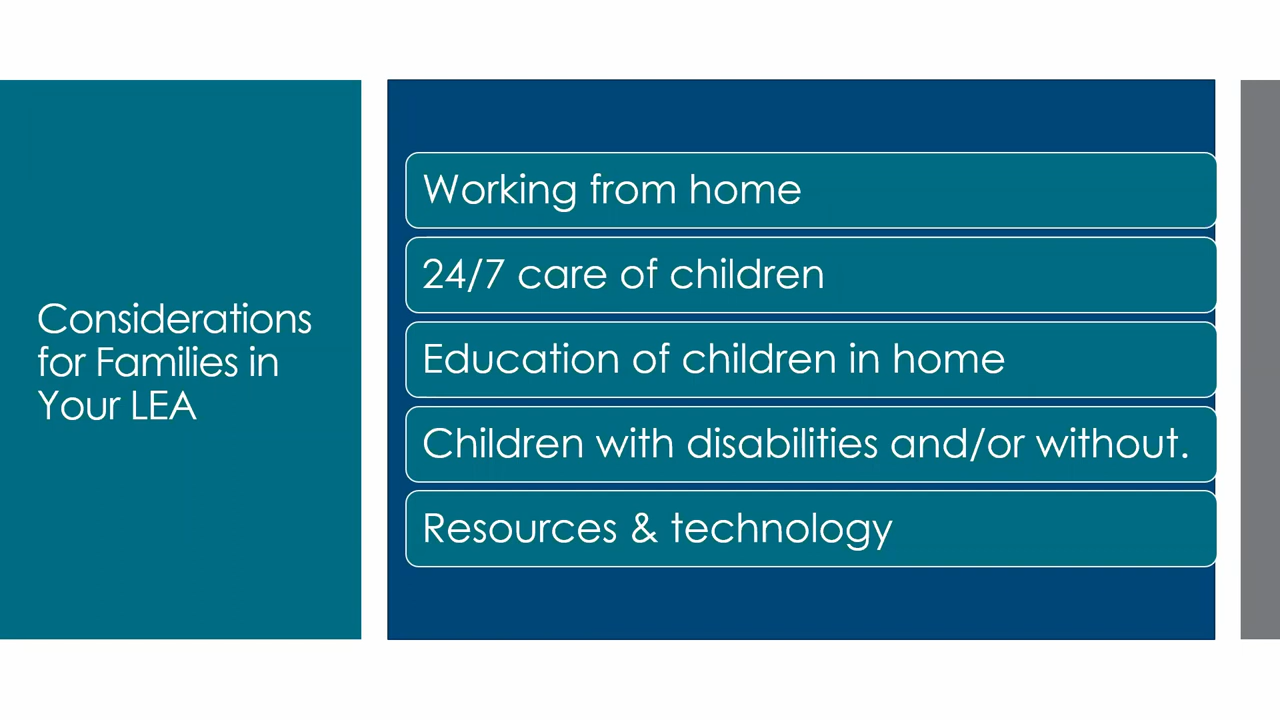 Considerations
for Families in
Your LEA
Working from home
24/7 care of children
Education of children in home
Children with disabilities and/or without.
Resources & technology